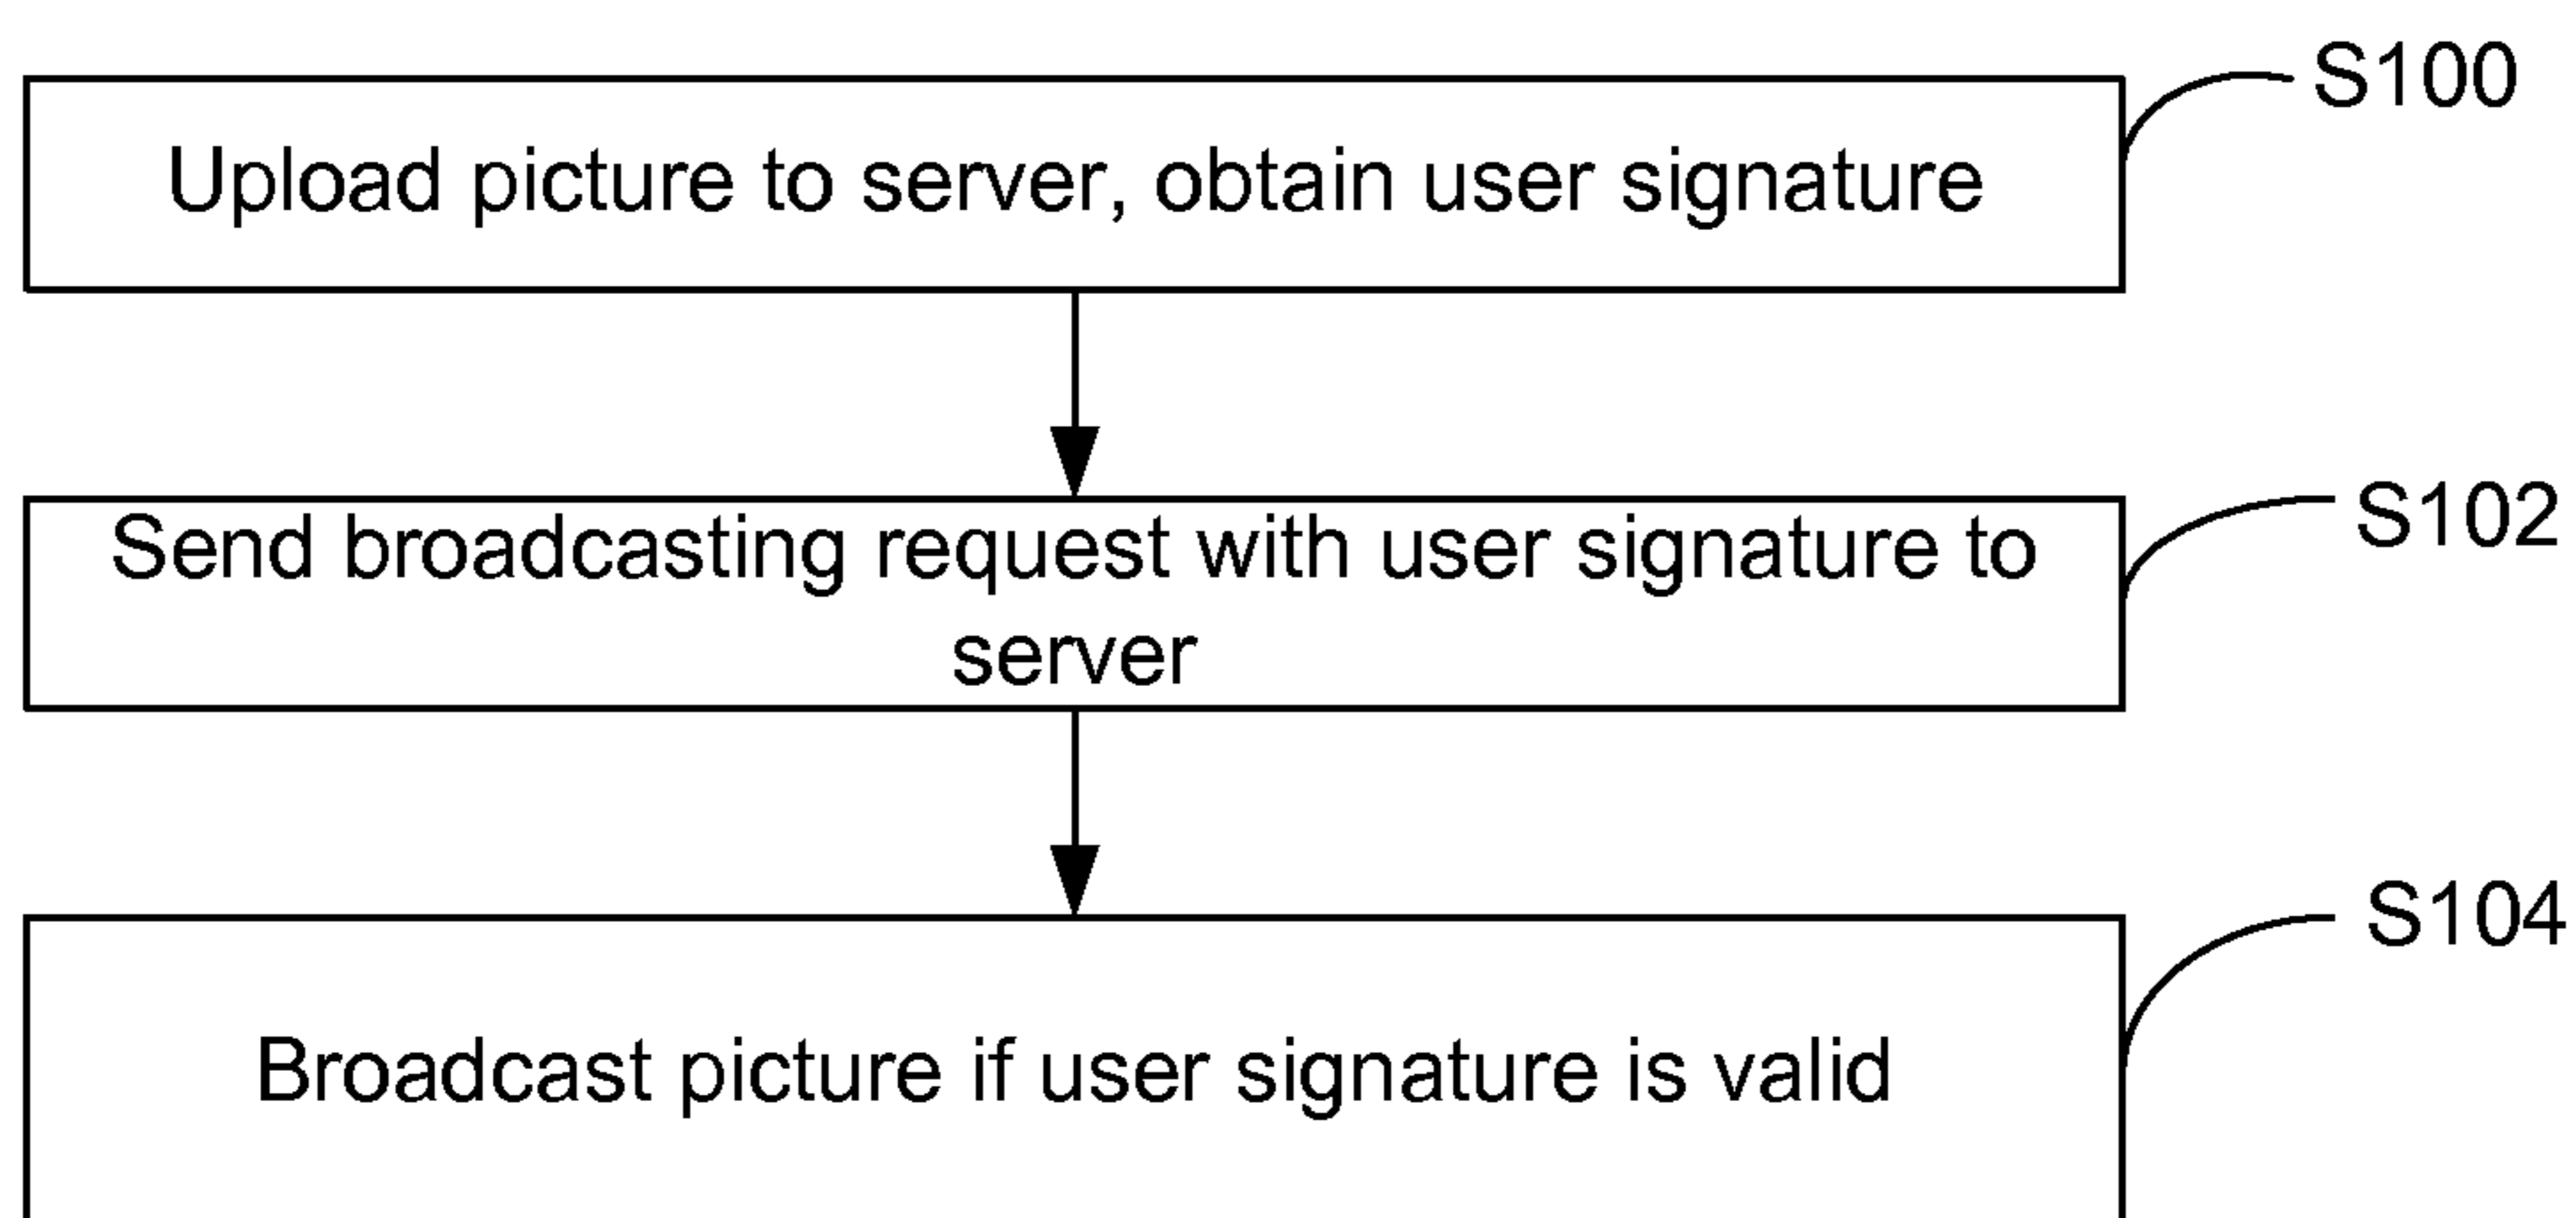 S100
Upload picture to server, obtain user signature
S102
Send broadcasting request with user signature to
server
S104
Broadcast picture if user signature is valid